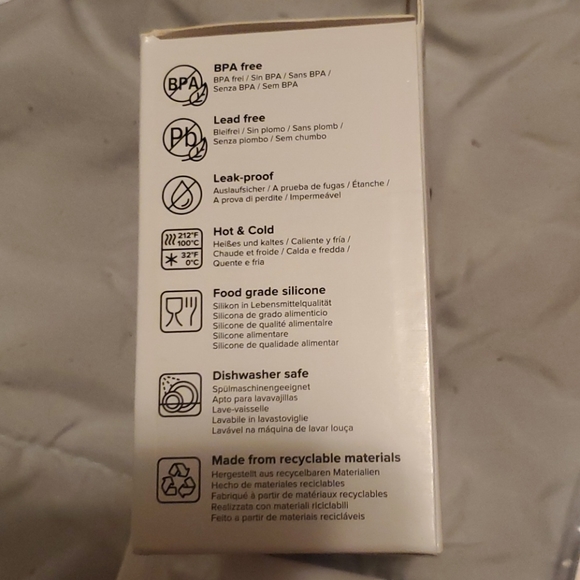 BPA
BPA free
BPA frei / Sin BPA / Sans BPA /
Senza BPA / Sem BPA
Pb
Lead free
Bleifrei / Sin plomo / Sans plomb /
Senza piombo / Sem chumbo
Leak-proof
Auslaufsicher / A prueba de fugas / Étanche /
A prova di perdite / Impermeável
212°F
100°C
32°F
0°C
Hot & Cold
Heißes und kaltes / Caliente y fría /
Chaude et froide / Calda e fredda /
Quente e fria
Food grade silicone
Silikon in Lebensmittelqualität
Silicona de grado alimenticio
Silicone de qualité alimentaire
Silicone alimentare
Silicone de qualidade alimentar
Dishwasher safe
Spülmaschinengeeignet
Apto para lavavajillas
Lave-vaisselle
Lavabile in lavastoviglie
Lavável na máquina de lavar louça
Made from recyclable materials
Hergestellt aus recycelbaren Materialien
Hecho de materiales reciclables
Fabriqué à partir de matériaux recyclables
Realizzata con materiali riciclabili
Feito a partir de materiais recicláveis